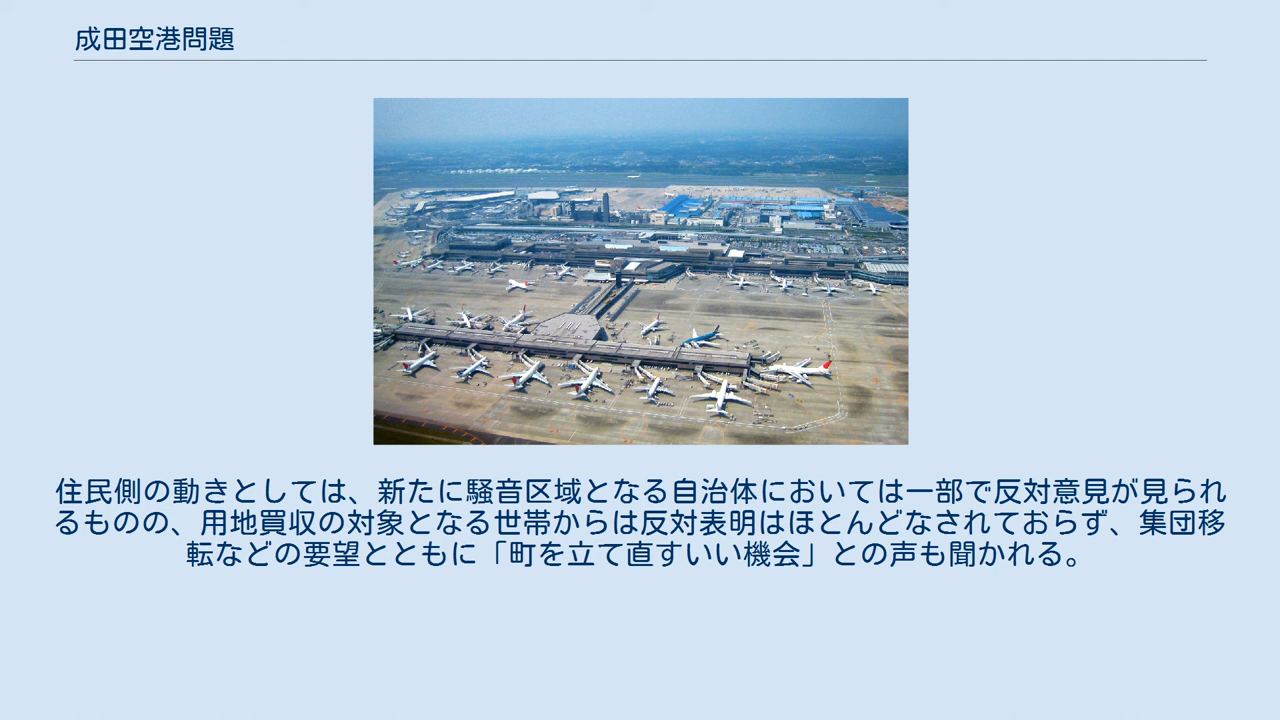 成田空港問題
住民側の動きとしては、新たに騒音区域となる自治体においては一部で反対意見が見られ
るものの、用地買収の対象となる世帯からは反対表明はほとんどなされておらず、集団移
転などの要望とともに「町を立て直すいい機会」との声も聞かれる。